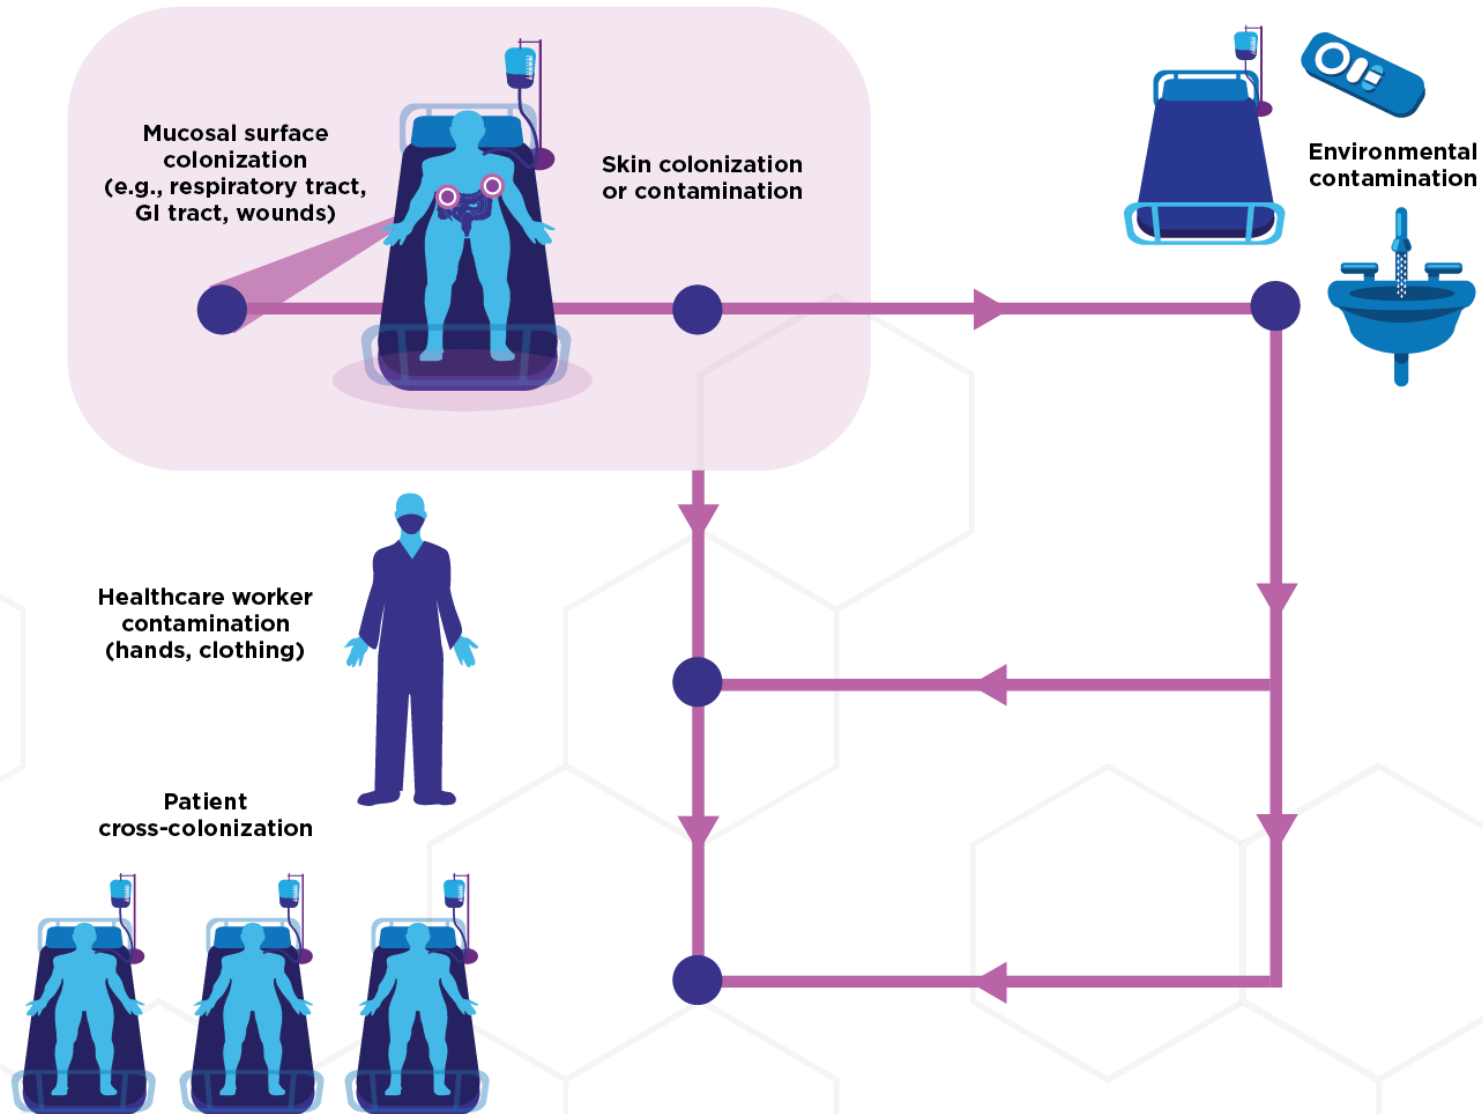 Mucosal surface
colonization
(e.g., respiratory tract,
GI tract, wounds)
Skin colonization
or contamination
Environmental
contamination
Healthcare worker
contamination
(hands, clothing)
Patient
cross-colonization